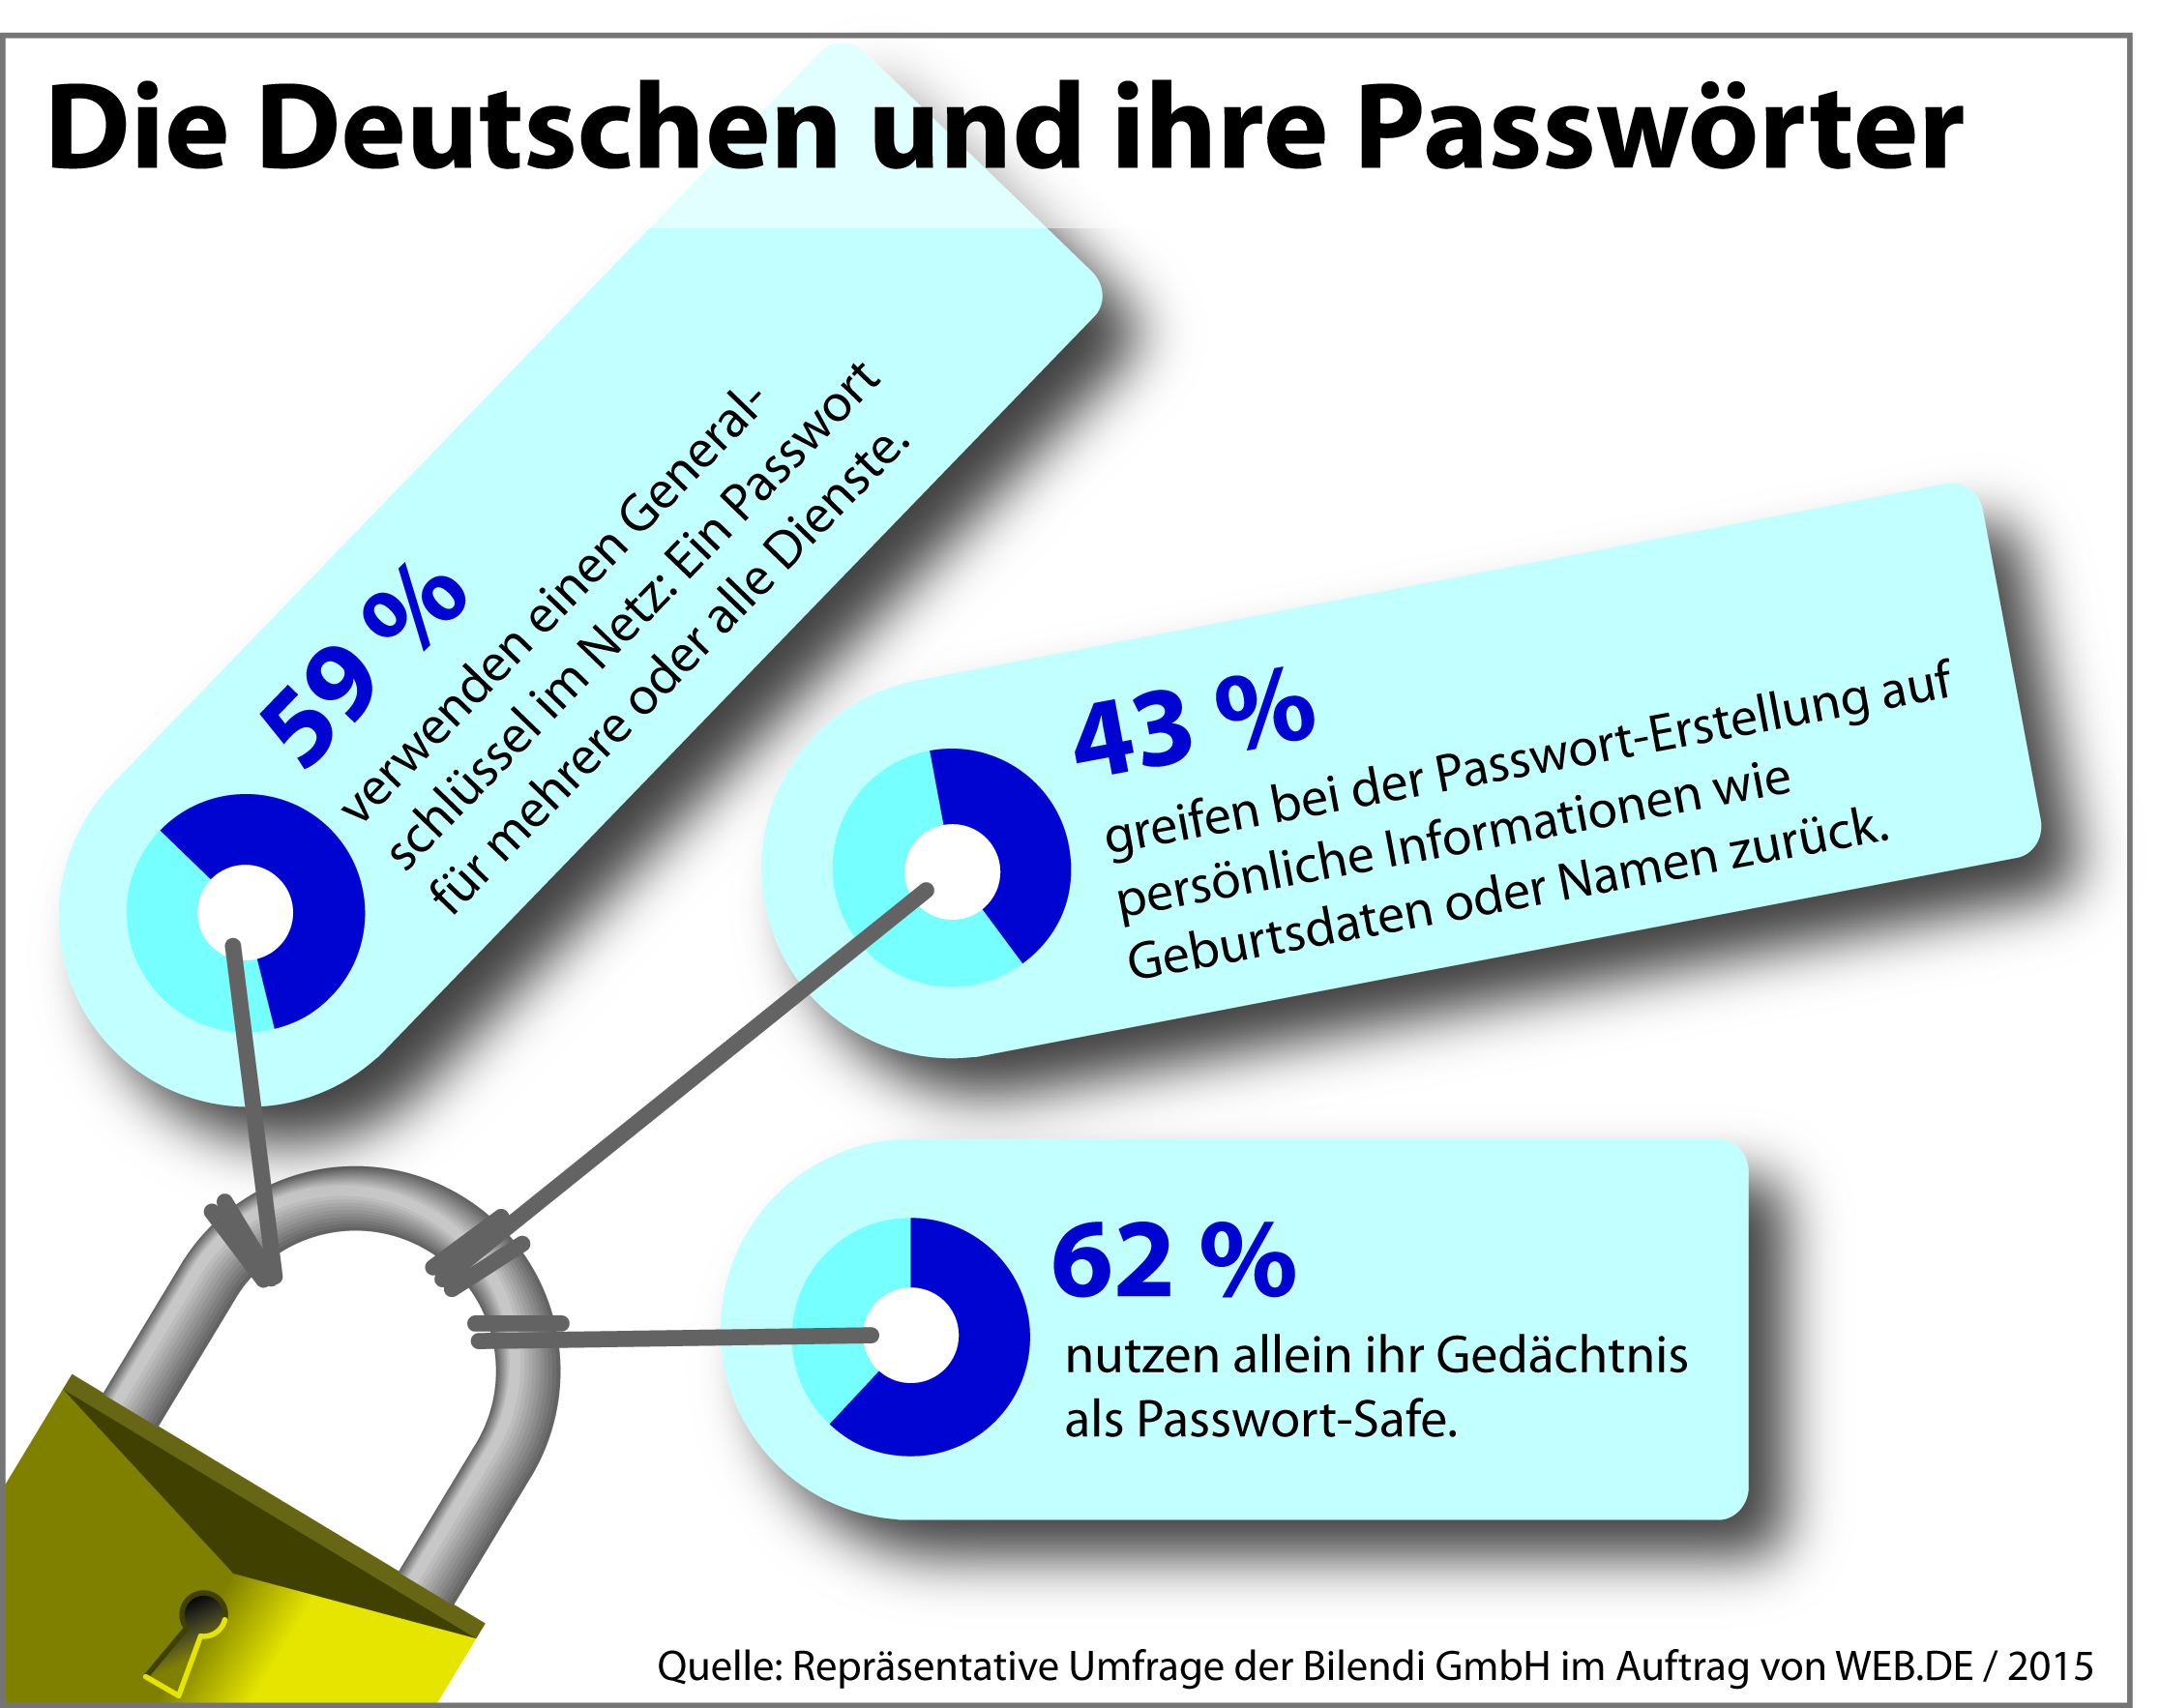 Die Deutschen und ihre Passwörter
59 %
verwenden einen General-
schlüssel im Netz: Ein Passwort
für mehrere oder alle Dienste.
43 %
greifen bei der Passwort-Erstellung auf
persönliche Informationen wie
Geburtsdaten oder Namen zurück.
62 %
nutzen allein ihr Gedächtnis
als Passwort-Safe.
Quelle: Repräsentative Umfrage der Bilendi GmbH im Auftrag von WEB.DE / 2015